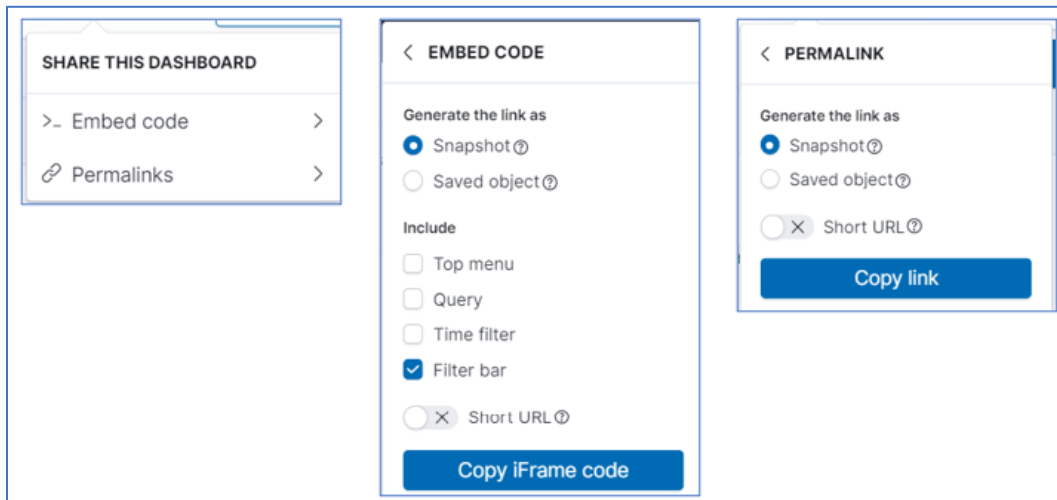 SHARE THIS DASHBOARD
>_ Embed code >
Permalinks >
< EMBED CODE
Generate the link as
Snapshot?
Saved object?
Include
Top menu
Query
Time filter
Filter bar
× Short URL?
Copy iFrame code
< PERMALINK
Generate the link as
Snapshot?
Saved object?
× Short URL?
Copy link